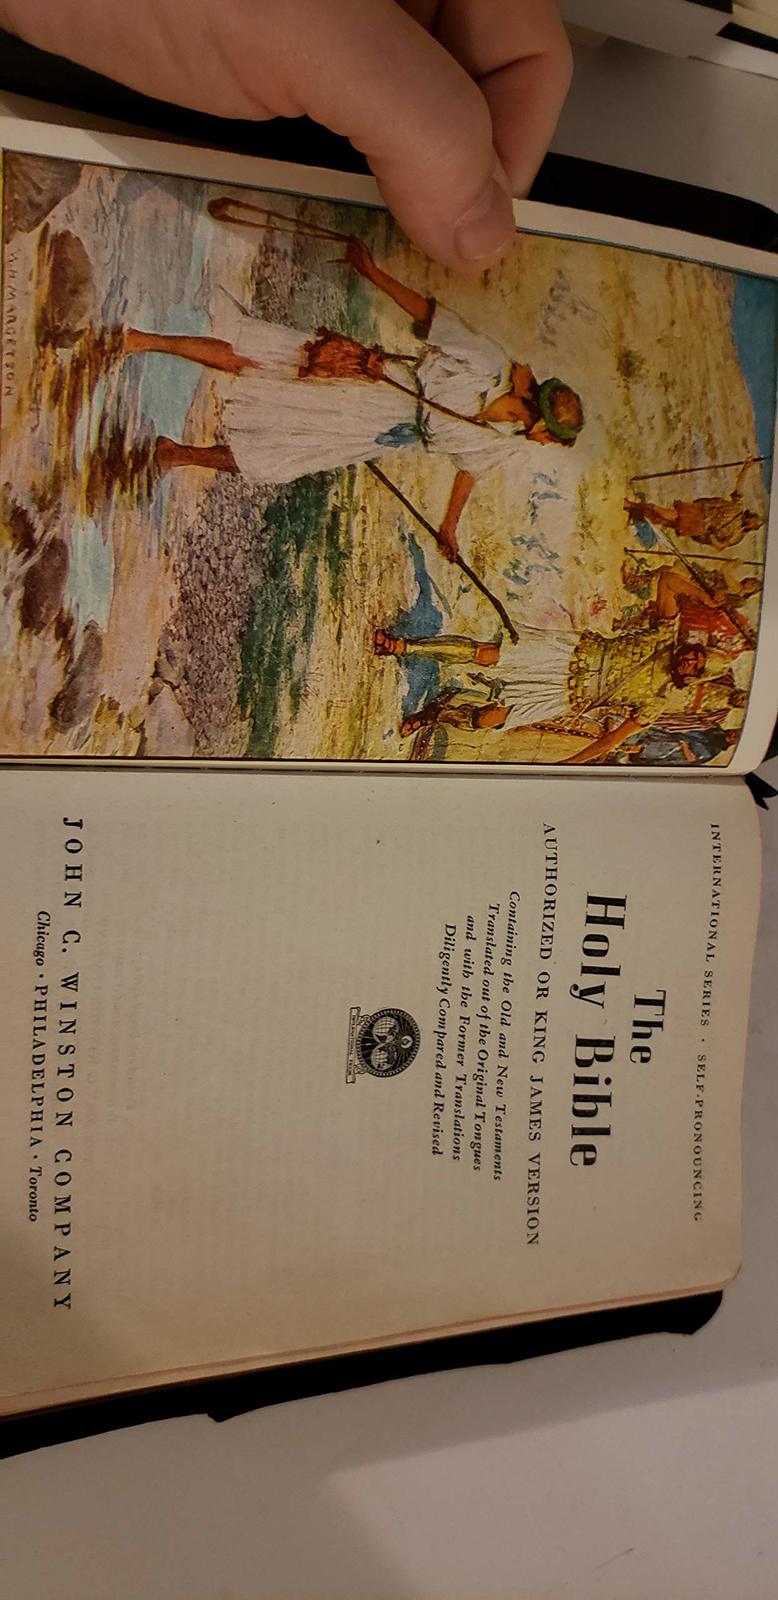 W.H. MARGETSON
INTERNATIONAL SERIES · SELF-PRONOUNCING
The
Holy Bible
AUTHORIZED OR KING JAMES VERSION
Containing the Old and New Testaments
Translated out of the Original Tongues
and with the Former Translations
Diligently Compared and Revised
JOHN C. WINSTON COMPANY
Chicago · PHILADELPHIA · Toronto